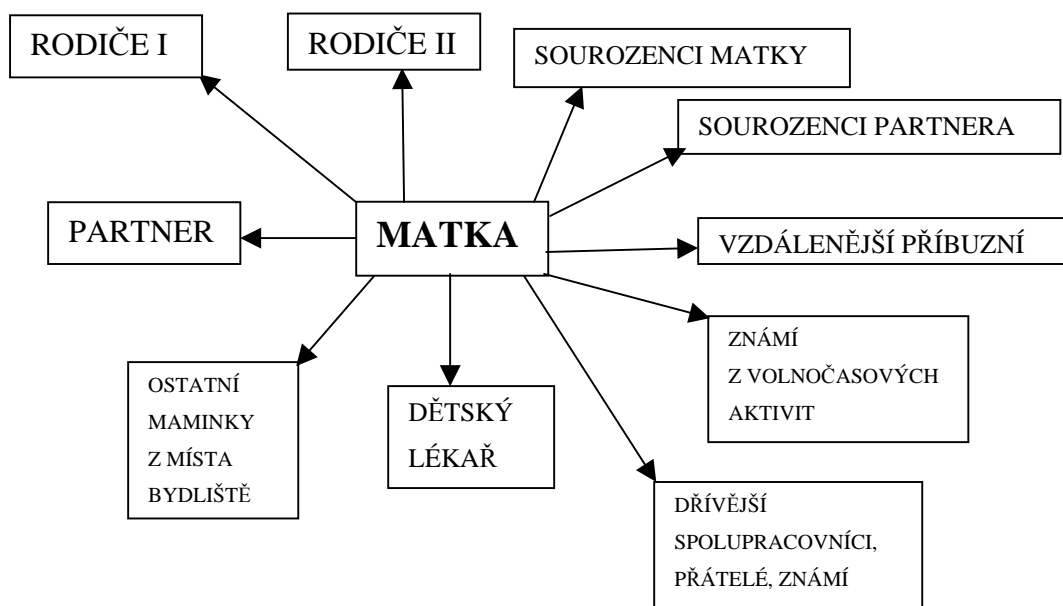 RODIČE I
RODIČE II
SOUROZENCI MATKY
SOUROZENCI PARTNERA
PARTNER
MATKA
VZDÁLENĚJŠÍ PŘÍBUZNÍ
ZNÁMÍ
Z VOLNOČASOVÝCH
AKTIVIT
OSTATNÍ
MAMINKY
Z MÍSTA
BYDLIŠTĚ
DĚTSKÝ
LÉKAŘ
DŘÍVĚJŠÍ
SPOLUPRACOVNÍCI,
PŘÁTELÉ, ZNÁMÍ